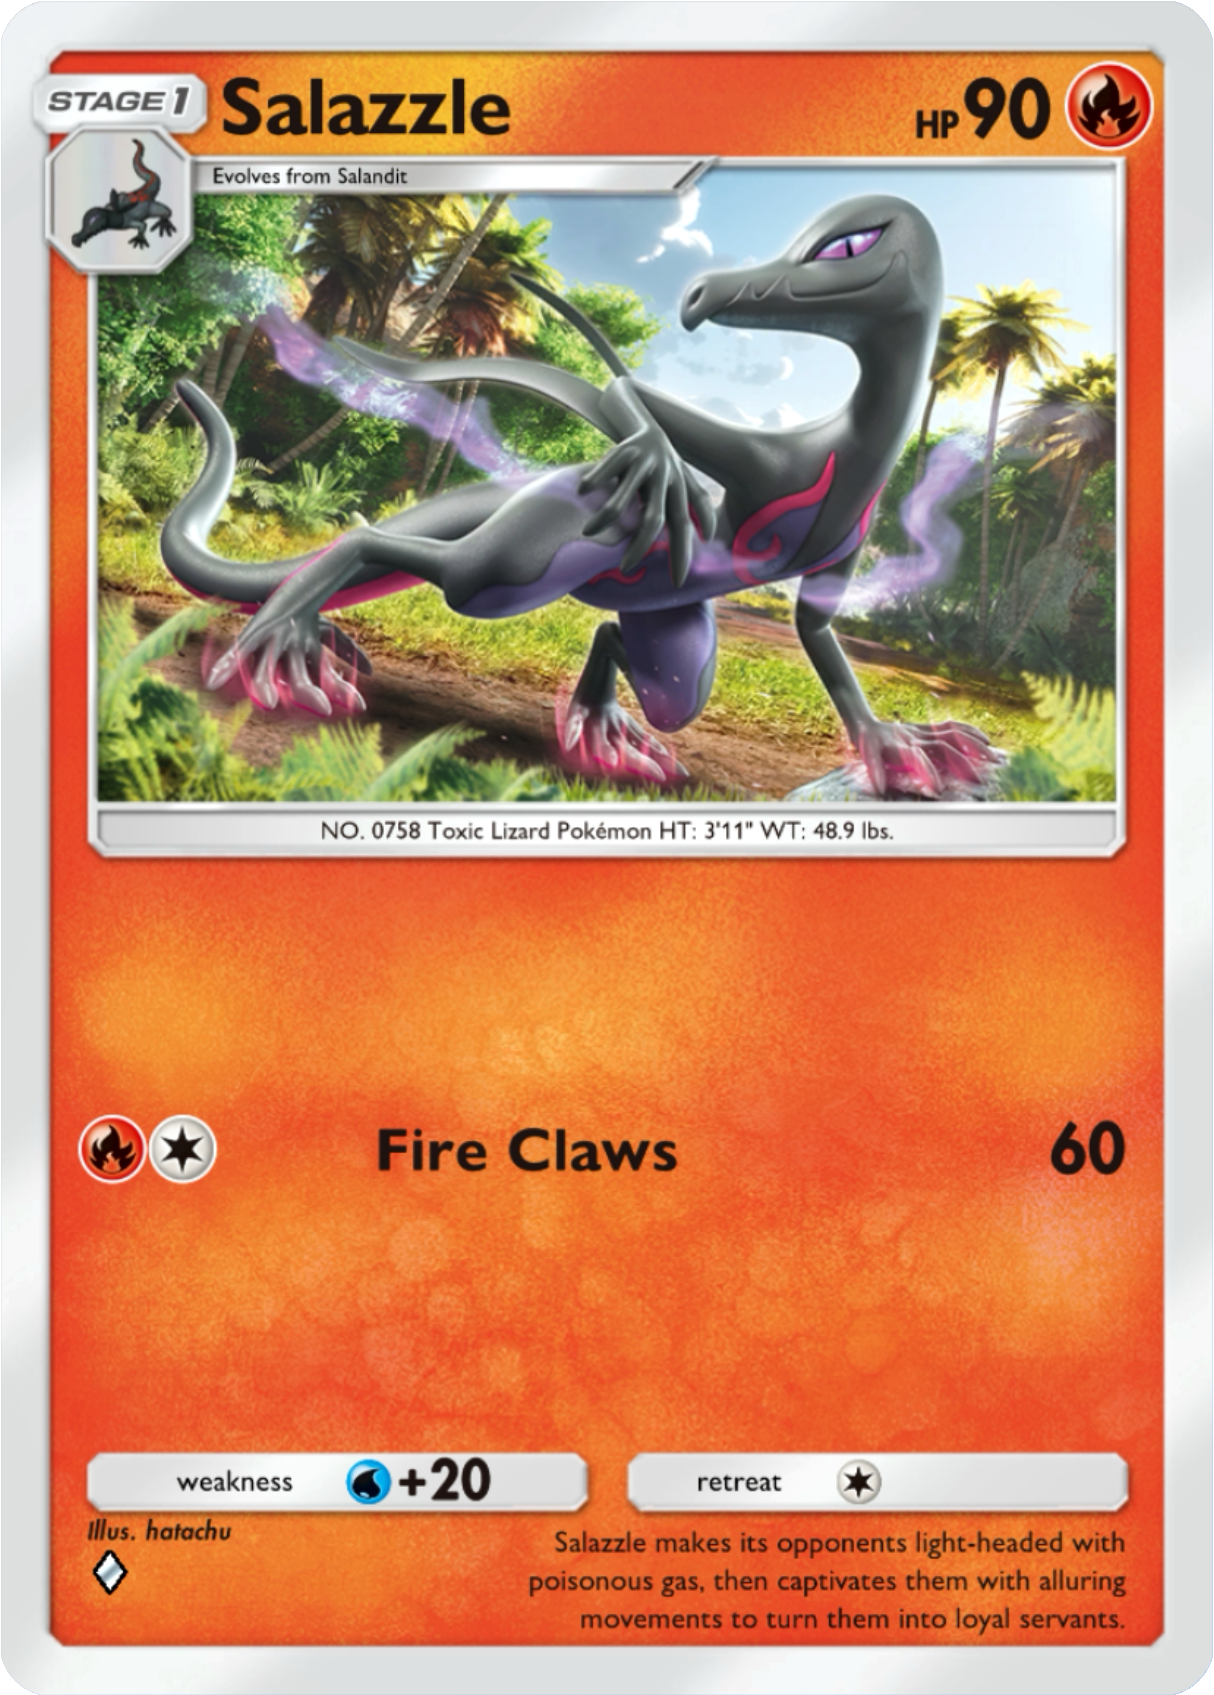 STAGE 1
Salazzle
HP 90
Evolves from Salandit
NO. 0758 Toxic Lizard Pokémon HT: 3'11" WT: 48.9 lbs.
Fire Claws 60
weakness +20
retreat
Illus. hatachu
Salazzle makes its opponents light-headed with
poisonous gas, then captivates them with alluring
movements to turn them into loyal servants.